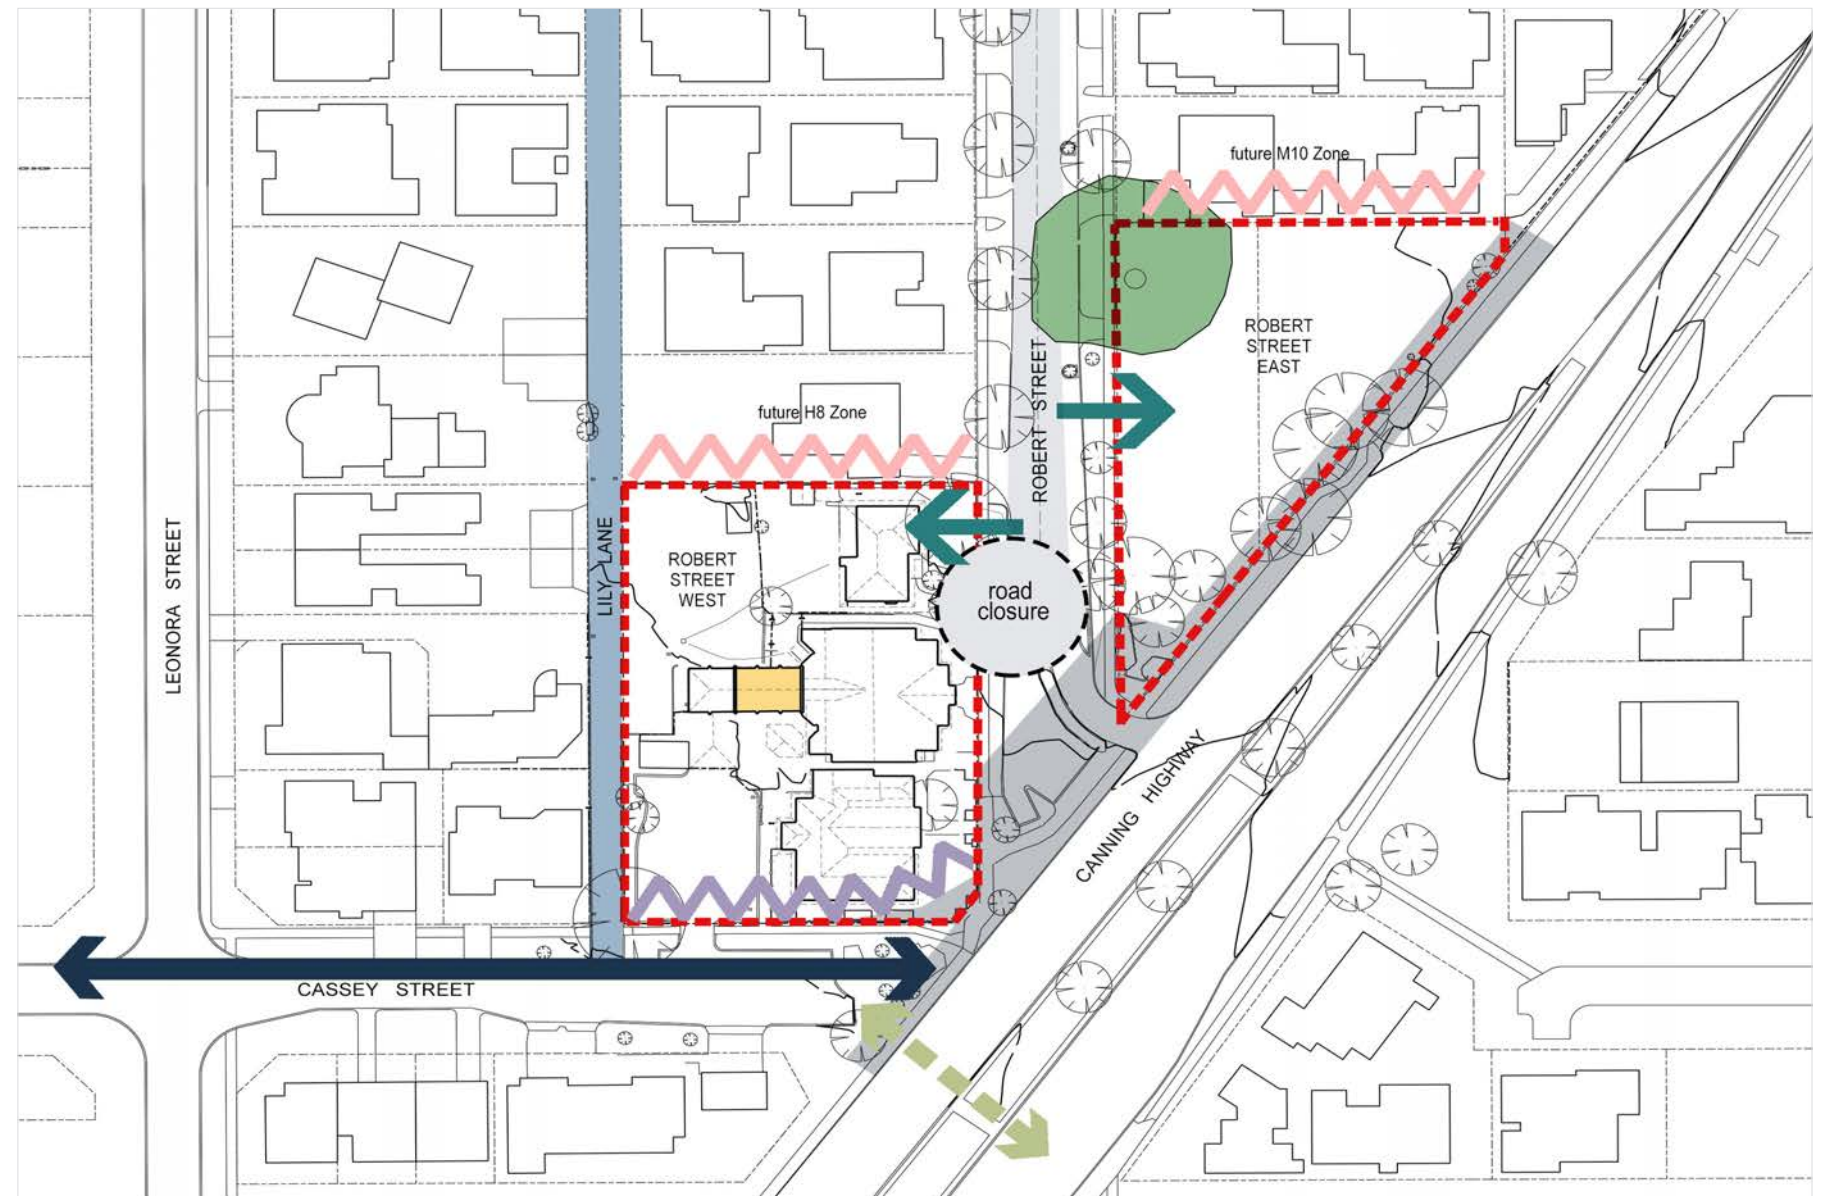 future M10 Zone
ROBERT
STREET
EAST
ROBERT STREET
future H8 Zone
LEONORA STREET
LILY LANE
ROBERT
STREET
WEST
road
closure
CANNING HIGHWAY
CASSEY STREET